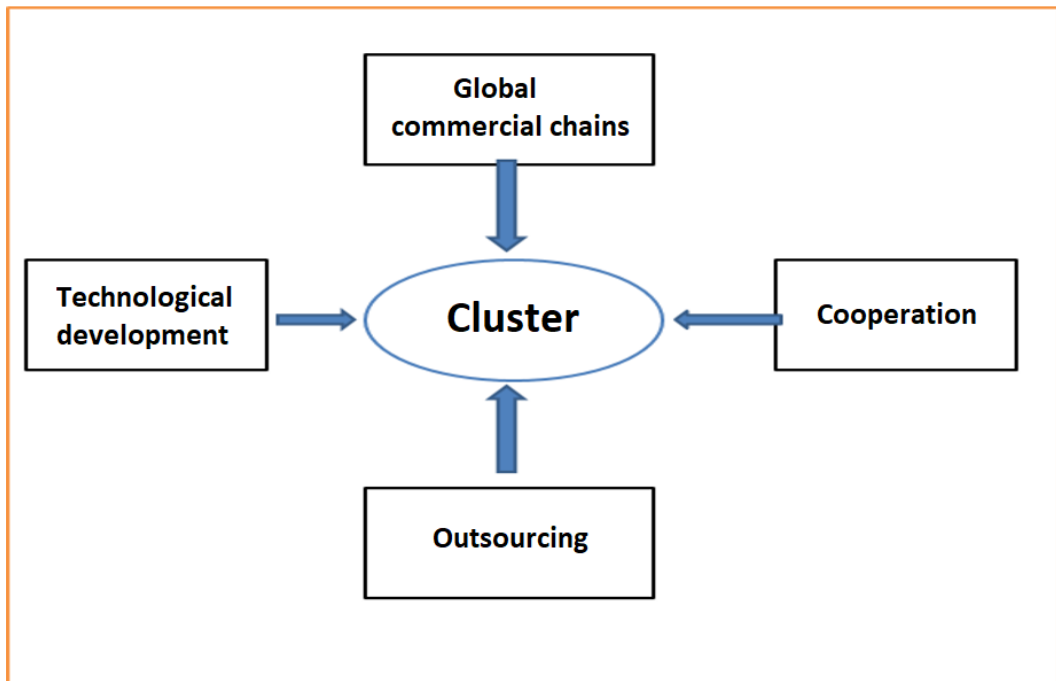 Global
commercial chains
Technological
development
Cluster
Cooperation
Outsourcing